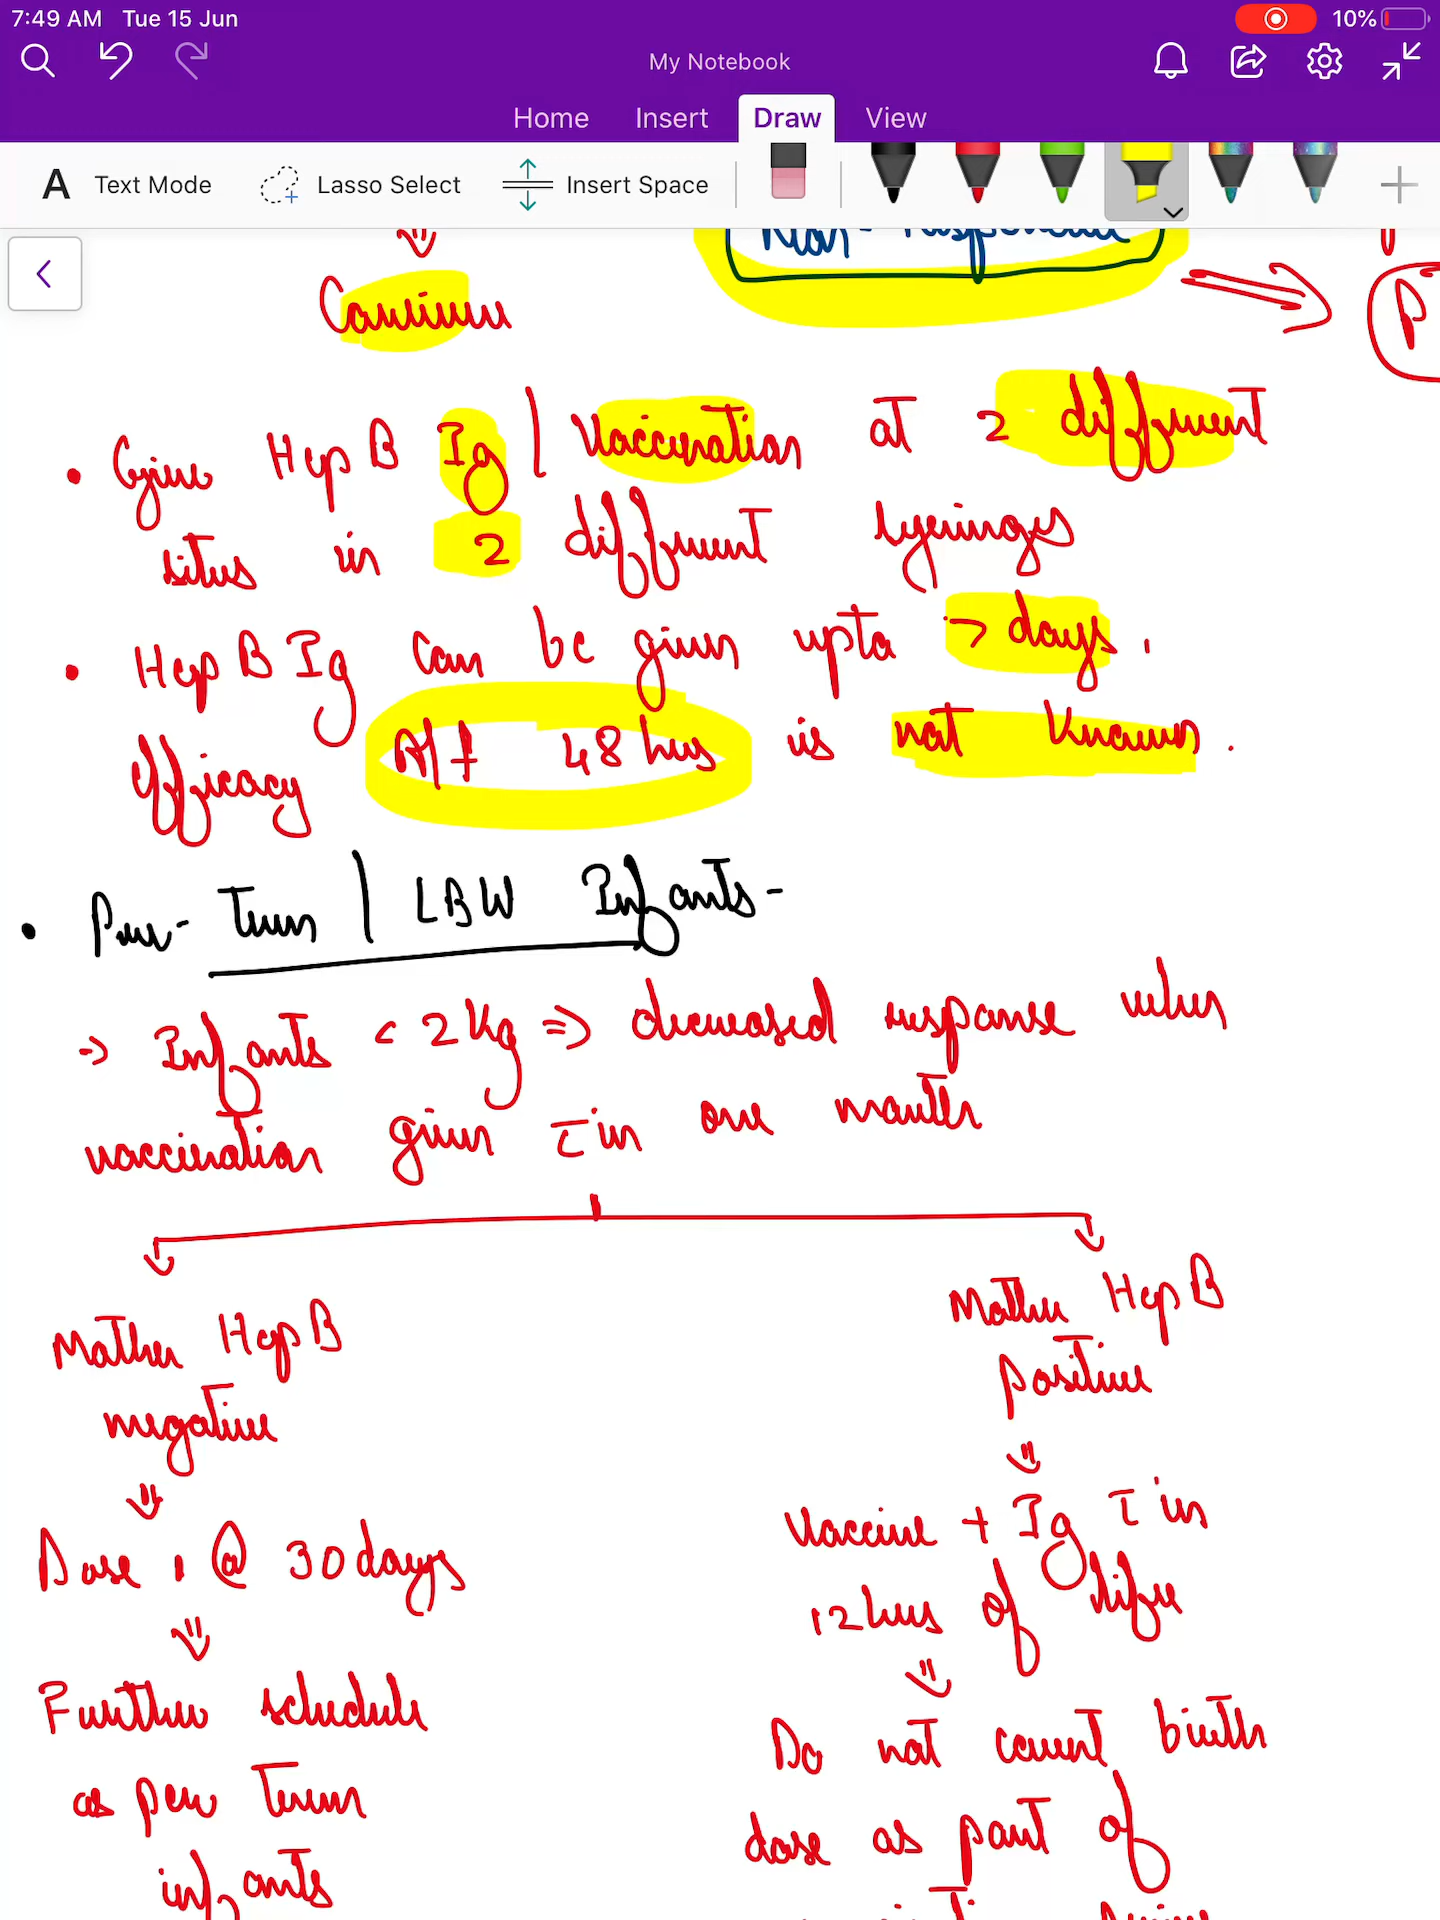 7:49 AM Tue 15 Jun
10%
My Notebook
Home Insert Draw View
A Text Mode Lasso Select Insert Space
Non-Responder
Continue
• Give Hep B Ig / Vaccination at 2 different
sites in 2 different syringes
• Hep B Ig can be given upto 7 days.
efficacy Aft 48 hrs is not known.
• Pre-Term / LBW Infants-
=> Infants < 2 Kg => decreased response when
vaccination given c̄ in one month
Mother Hep B
negative
Mother Hep B
positive
Dose 1 @ 30 days
Further schedule
as per Term
infants
Vaccine + Ig c̄ in
12 hrs of life
Do not count birth
dose as part of